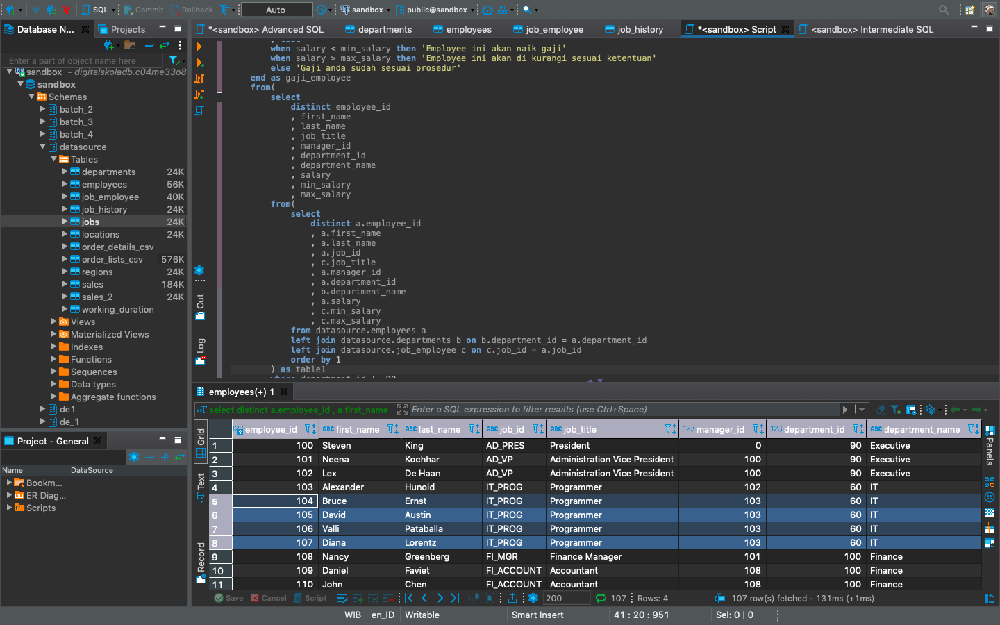 SQL Commit Rollback T Auto sandbox public@sandbox
Database N... Projects
Enter a part of object name here
sandbox - digitalskoladb.c04me33o8
sandbox
Schemas
batch_2
batch_3
batch_4
datasource
Tables
departments 24K
employees 56K
job_employee 40K
job_history 24K
jobs 24K
locations 24K
order_details_csv
order_lists_csv 576K
regions 24K
sales 184K
sales_2 24K
working_duration
Views
Materialized Views
Indexes
Functions
Sequences
Data types
Aggregate functions
de1
de_1
Project - General
Name DataSource
Bookm...
ER Diag...
Scripts
*<sandbox> Advanced SQL departments employees job_employee job_history *<sandbox> Script <sandbox> Intermediate SQL
, case
when salary < min_salary then 'Employee ini akan naik gaji'
when salary > max_salary then 'Employee ini akan di kurangi sesuai ketentuan'
else 'Gaji anda sudah sesuai prosedur'
end as gaji_employee
from(
select
distinct employee_id
, first_name
, last_name
, job_title
, manager_id
, department_id
, department_name
, salary
, min_salary
, max_salary
from(
select
distinct a.employee_id
, a.first_name
, a.last_name
, a.job_id
, c.job_title
, a.manager_id
, a.department_id
, b.department_name
, a.salary
, c.min_salary
, c.max_salary
from datasource.employees a
left join datasource.departments b on b.department_id = a.department_id
left join datasource.job_employee c on c.job_id = a.job_id
order by 1
) as table1
where department_id != 90
Out
Log
employees(+) 1
select distinct a.employee_id , a.first_name Enter a SQL expression to filter results (use Ctrl+Space)
Grid
Text
Record
Panels
123 employee_id ABC first_name ABC last_name ABC job_id ABC job_title 123 manager_id 123 department_id ABC department_name
1 100 Steven King AD_PRES President 0 90 Executive
2 101 Neena Kochhar AD_VP Administration Vice President 100 90 Executive
3 102 Lex De Haan AD_VP Administration Vice President 100 90 Executive
4 103 Alexander Hunold IT_PROG Programmer 102 60 IT
5 104 Bruce Ernst IT_PROG Programmer 103 60 IT
6 105 David Austin IT_PROG Programmer 103 60 IT
7 106 Valli Pataballa IT_PROG Programmer 103 60 IT
8 107 Diana Lorentz IT_PROG Programmer 103 60 IT
9 108 Nancy Greenberg FI_MGR Finance Manager 101 100 Finance
10 109 Daniel Faviet FI_ACCOUNT Accountant 108 100 Finance
11 110 John Chen FI_ACCOUNT Accountant 108 100 Finance
Save Cancel Script 200 107 Rows: 4 107 row(s) fetched - 131ms (+1ms)
WIB en_ID Writable Smart Insert 41 : 20 : 951 Sel: 0 | 0